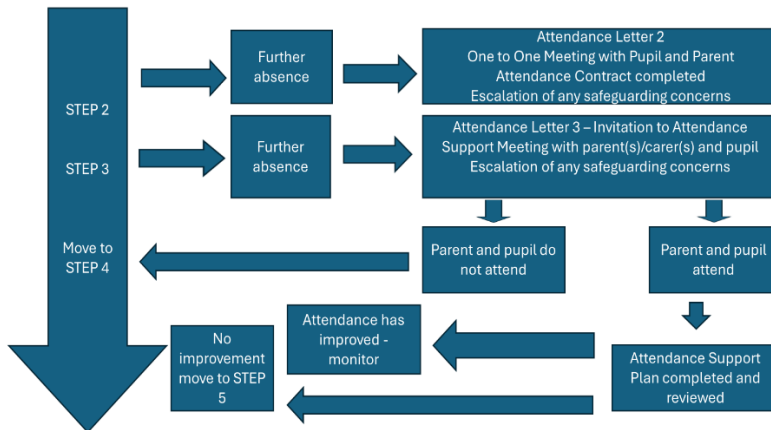 STEP 2
Further
absence
Attendance Letter 2
One to One Meeting with Pupil and Parent
Attendance Contract completed
Escalation of any safeguarding concerns
STEP 3
Further
absence
Attendance Letter 3 – Invitation to Attendance
Support Meeting with parent(s)/carer(s) and pupil
Escalation of any safeguarding concerns
Move to
STEP 4
Parent and pupil do
not attend
Parent and pupil
attend
No
improvement
move to STEP
5
Attendance has
improved -
monitor
Attendance Support
Plan completed and
reviewed